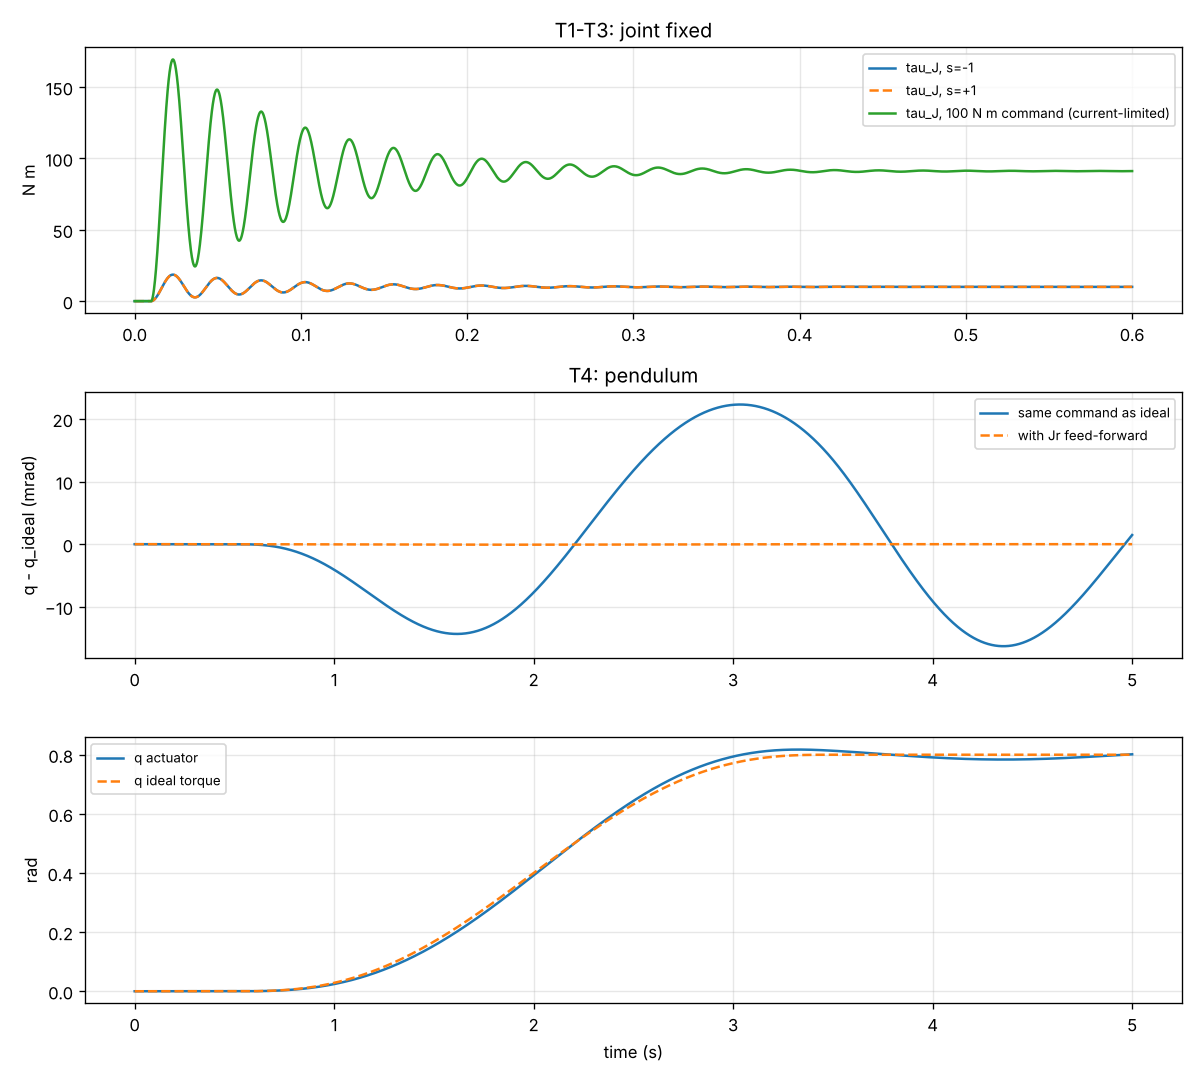 T1-T3: joint fixed
tau_J, s=-1
tau_J, s=+1
tau_J, 100 N m command (current-limited)
N m
150
100
50
0
0.0 0.1 0.2 0.3 0.4 0.5 0.6
T4: pendulum
same command as ideal
with Jr feed-forward
q - q_ideal (mrad)
20
10
0
−10
0 1 2 3 4 5
q actuator
q ideal torque
rad
0.8
0.6
0.4
0.2
0.0
0 1 2 3 4 5
time (s)